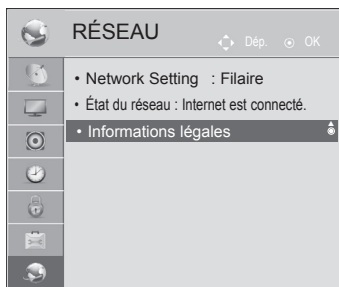 RÉSEAU
Dép. OK
• Network Setting : Filaire
• État du réseau : Internet est connecté.
• Informations légales